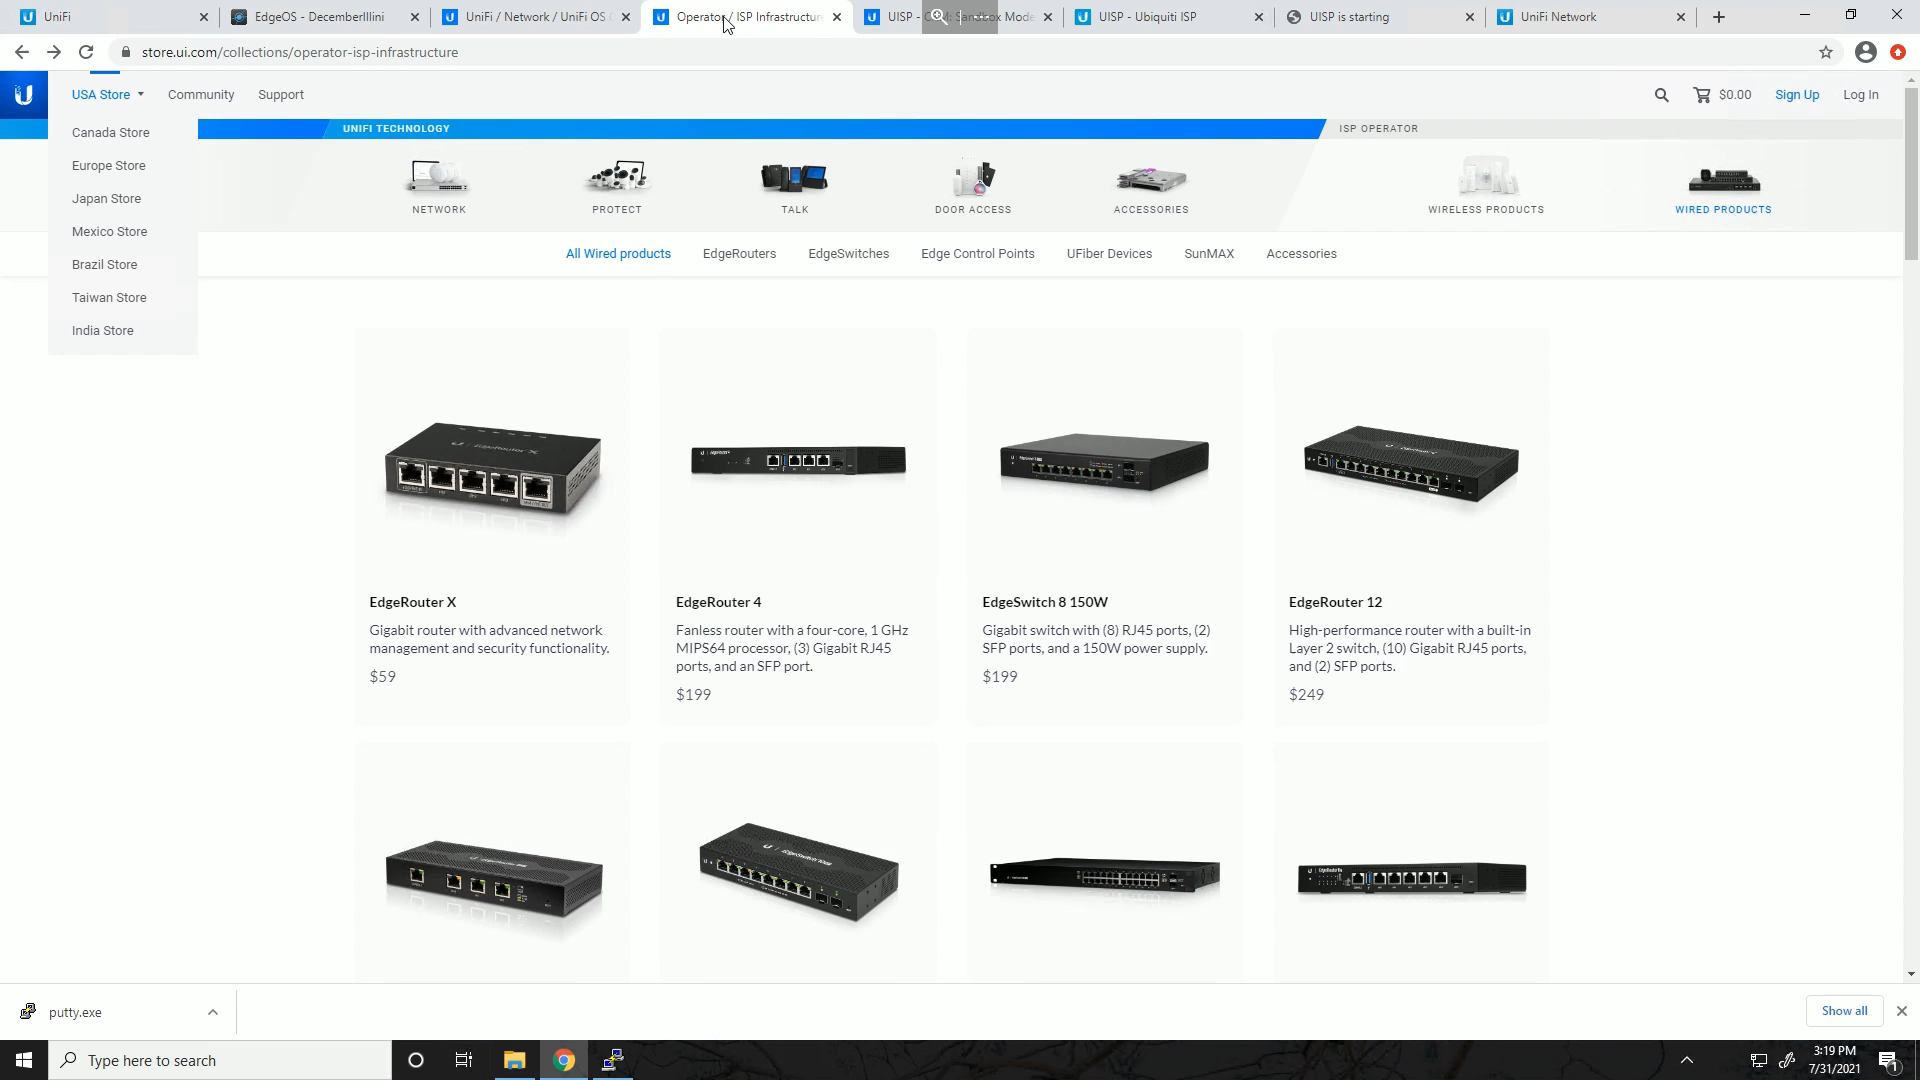 UniFi
EdgeOS - DecemberIllini
UniFi / Network / UniFi OS
Operator / ISP Infrastructure
UISP -
Sandbox Mode
UISP - Ubiquiti ISP
UISP is starting
UniFi Network
store.ui.com/collections/operator-isp-infrastructure
USA Store
Community
Support
$0.00
Sign Up
Log In
Canada Store
Europe Store
Japan Store
Mexico Store
Brazil Store
Taiwan Store
India Store
UNIFI TECHNOLOGY
ISP OPERATOR
NETWORK
PROTECT
TALK
DOOR ACCESS
ACCESSORIES
WIRELESS PRODUCTS
WIRED PRODUCTS
All Wired products
EdgeRouters
EdgeSwitches
Edge Control Points
UFiber Devices
SunMAX
Accessories
EdgeRouter X
Gigabit router with advanced network
management and security functionality.
$59
EdgeRouter 4
Fanless router with a four-core, 1 GHz
MIPS64 processor, (3) Gigabit RJ45
ports, and an SFP port.
$199
EdgeSwitch 8 150W
Gigabit switch with (8) RJ45 ports, (2)
SFP ports, and a 150W power supply.
$199
EdgeRouter 12
High-performance router with a built-in
Layer 2 switch, (10) Gigabit RJ45 ports,
and (2) SFP ports.
$249
putty.exe
Show all
Type here to search
3:19 PM
7/31/2021
1